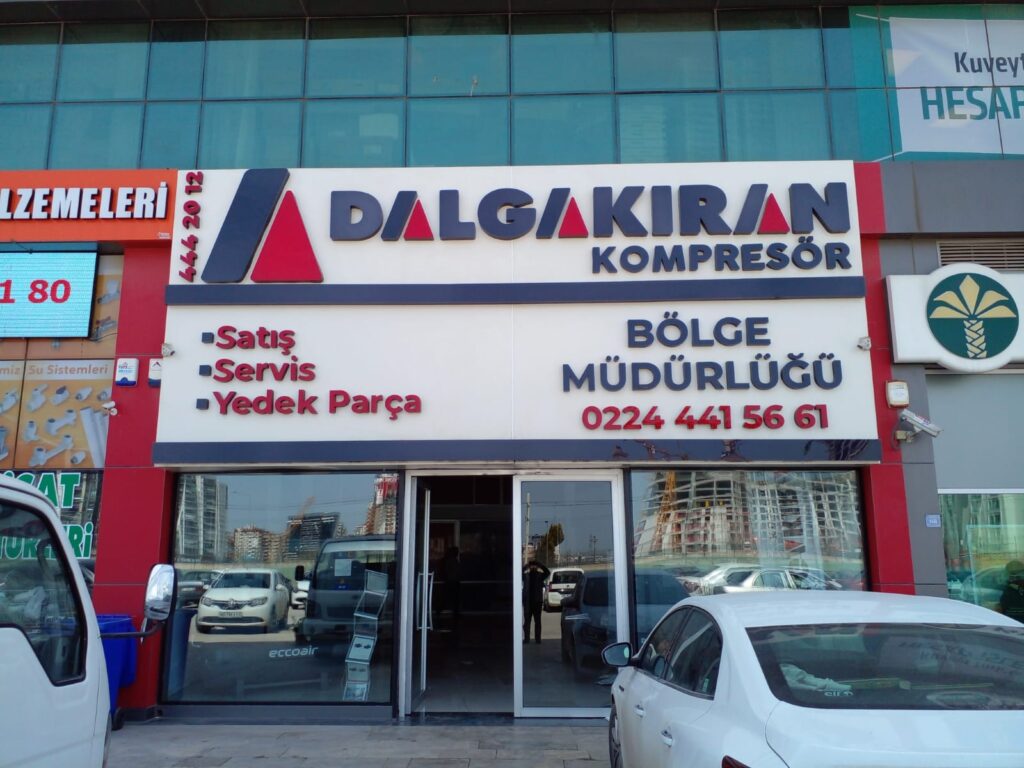 Kuveyt
HESAP
LZEMELERİ
1 80
miz Su Sistemleri
444 20 12
DALGAKIRAN
KOMPRESÖR
Satış
Servis
Yedek Parça
BÖLGE
MÜDÜRLÜĞÜ
0224 441 56 61
eccoair